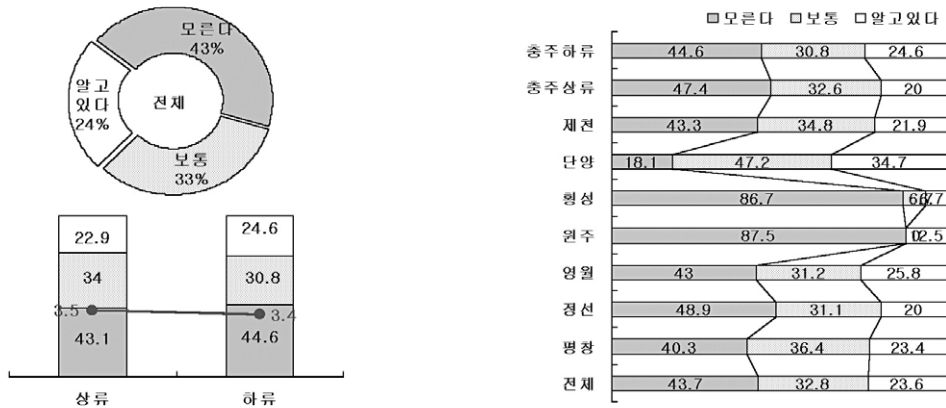 모른다
43%
알고
있다
24%
전체
보통
33%
22.9
24.6
34
30.8
3.5
3.4
43.1
44.6
상류
하류
모른다 보통 알고있다
충주하류 44.6 30.8 24.6
충주상류 47.4 32.6 20
제천 43.3 34.8 21.9
단양 18.1 47.2 34.7
횡성 86.7
원주 87.5
영월 43 31.2 25.8
정선 48.9 31.1 20
평창 40.3 36.4 23.4
전체 43.7 32.8 23.6